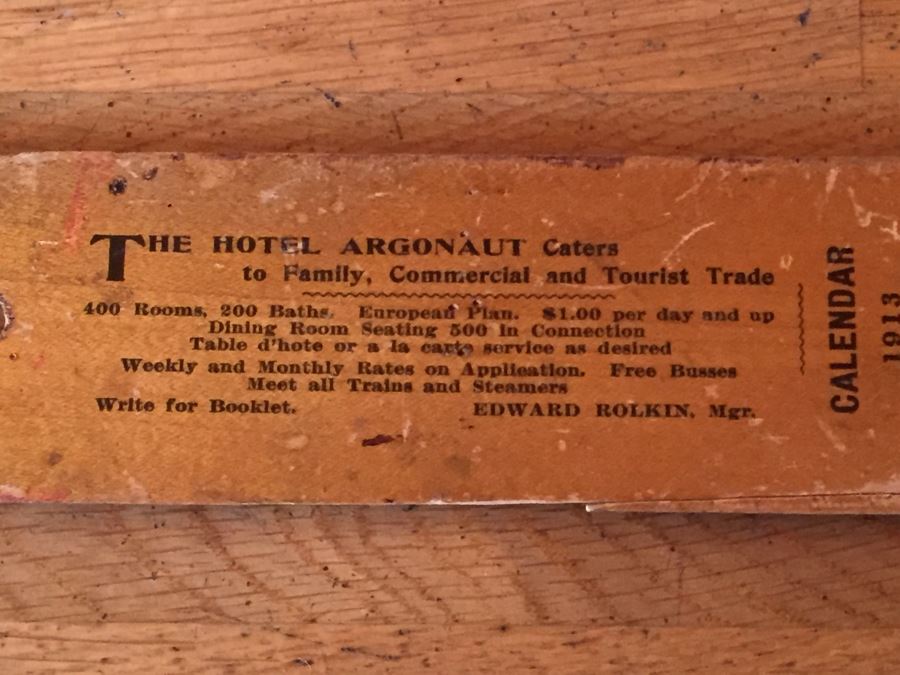 THE HOTEL ARGONAUT Caters
to Family, Commercial and Tourist Trade
400 Rooms, 200 Baths. European Plan. $1.00 per day and up
Dining Room Seating 500 in Connection
Table d'hote or a la carte service as desired
Weekly and Monthly Rates on Application. Free Busses
Meet all Trains and Steamers
Write for Booklet. EDWARD ROLKIN, Mgr.
CALENDAR
1913